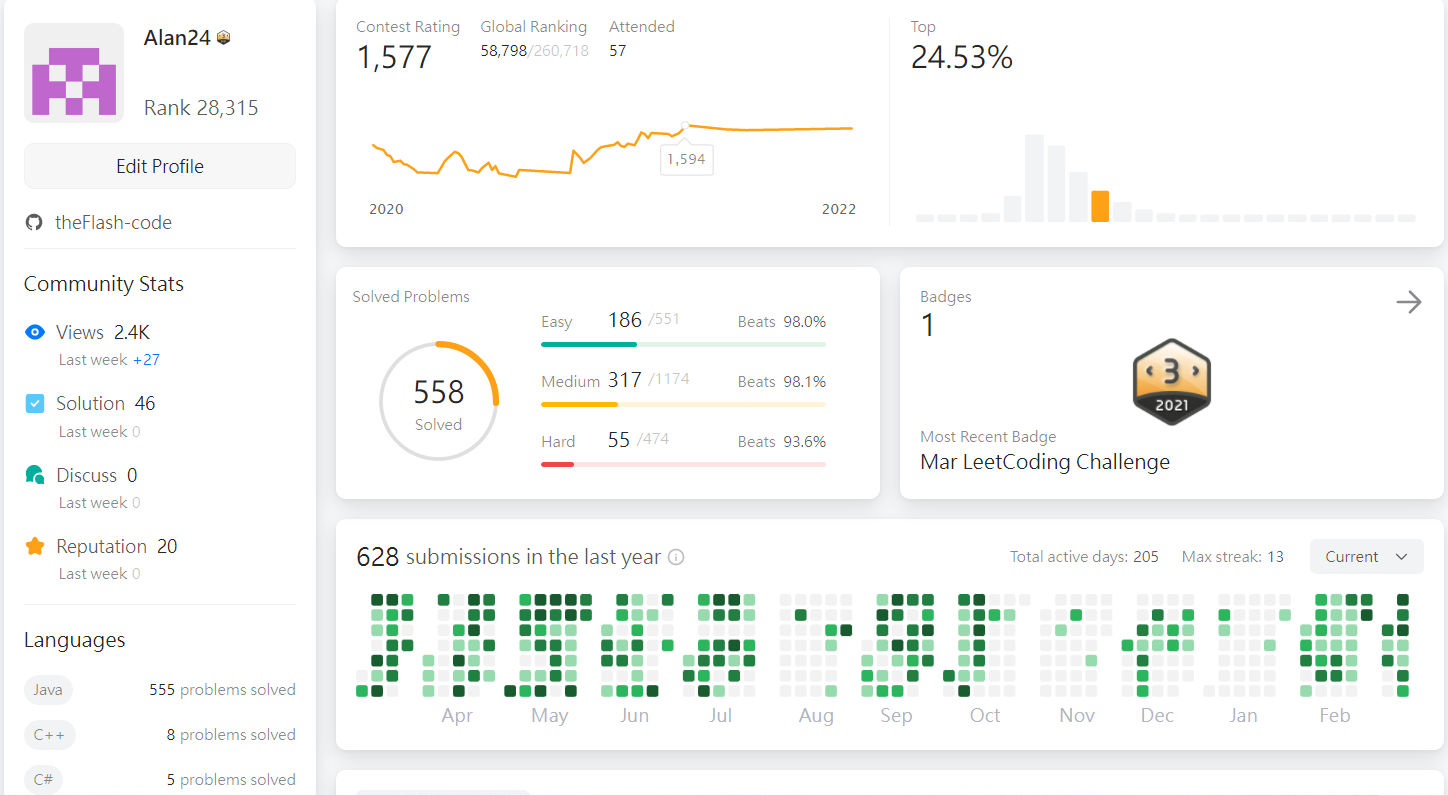 Alan24
Rank 28,315
Edit Profile
theFlash-code
Community Stats
Views 2.4K
Last week +27
Solution 46
Last week 0
Discuss 0
Last week 0
Reputation 20
Last week 0
Languages
Java 555 problems solved
C++ 8 problems solved
C# 5 problems solved
Contest Rating Global Ranking Attended
1,577 58,798/260,718 57
1,594
2020 2022
Top
24.53%
Solved Problems
558
Solved
Easy 186 /551 Beats 98.0%
Medium 317 /1174 Beats 98.1%
Hard 55 /474 Beats 93.6%
Badges
1
3
2021
Most Recent Badge
Mar LeetCoding Challenge
628 submissions in the last year Total active days: 205 Max streak: 13 Current
Apr May Jun Jul Aug Sep Oct Nov Dec Jan Feb